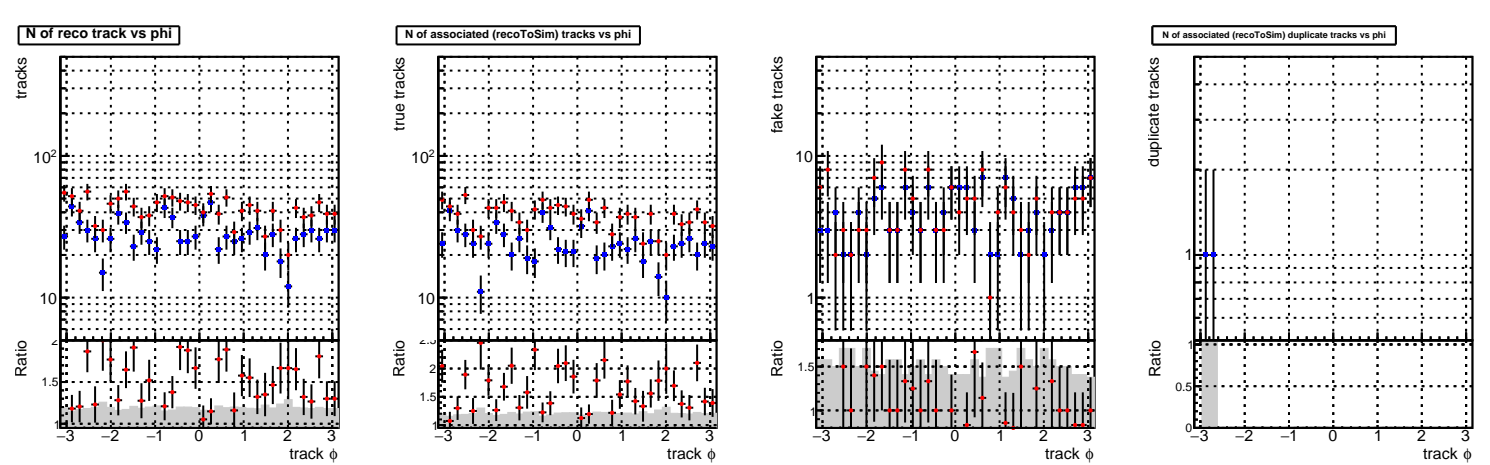 N of reco track vs phi
tracks
10²
10
Ratio
2
1.5
1
−3 −2 −1 0 1 2 3
track ϕ
N of associated (recoToSim) tracks vs phi
true tracks
10²
10
Ratio
2.5
2
1.5
1
−3 −2 −1 0 1 2 3
track ϕ
fake tracks
10
1
Ratio
1.5
1
−3 −2 −1 0 1 2 3
track ϕ
N of associated (recoToSim) duplicate tracks vs phi
duplicate tracks
1
Ratio
1
0.5
0
−3 −2 −1 0 1 2 3
track ϕ